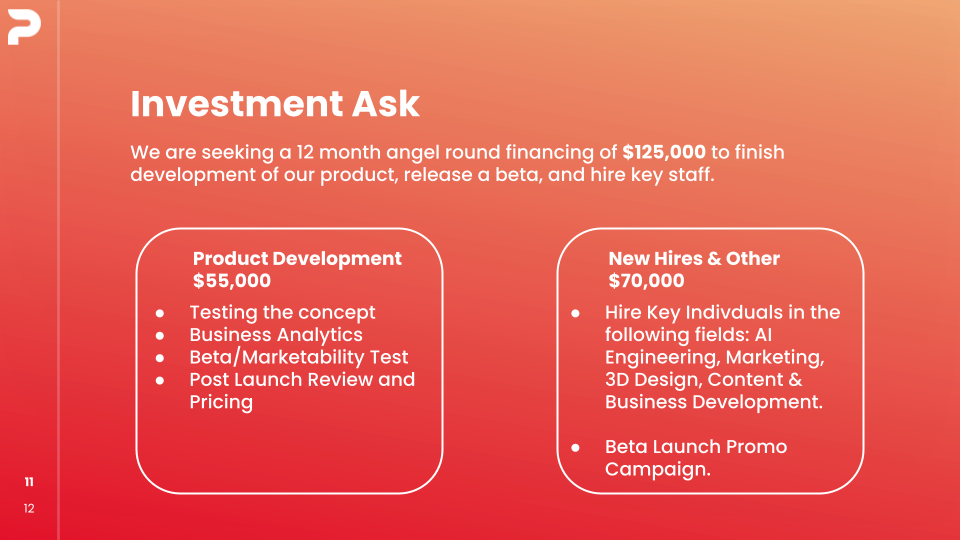 Investment Ask
We are seeking a 12 month angel round financing of $125,000 to finish
development of our product, release a beta, and hire key staff.
Product Development
$55,000
● Testing the concept
● Business Analytics
● Beta/Marketability Test
● Post Launch Review and
Pricing
New Hires & Other
$70,000
● Hire Key Indivduals in the
following fields: AI
Engineering, Marketing,
3D Design, Content &
Business Development.
● Beta Launch Promo
Campaign.
11
12